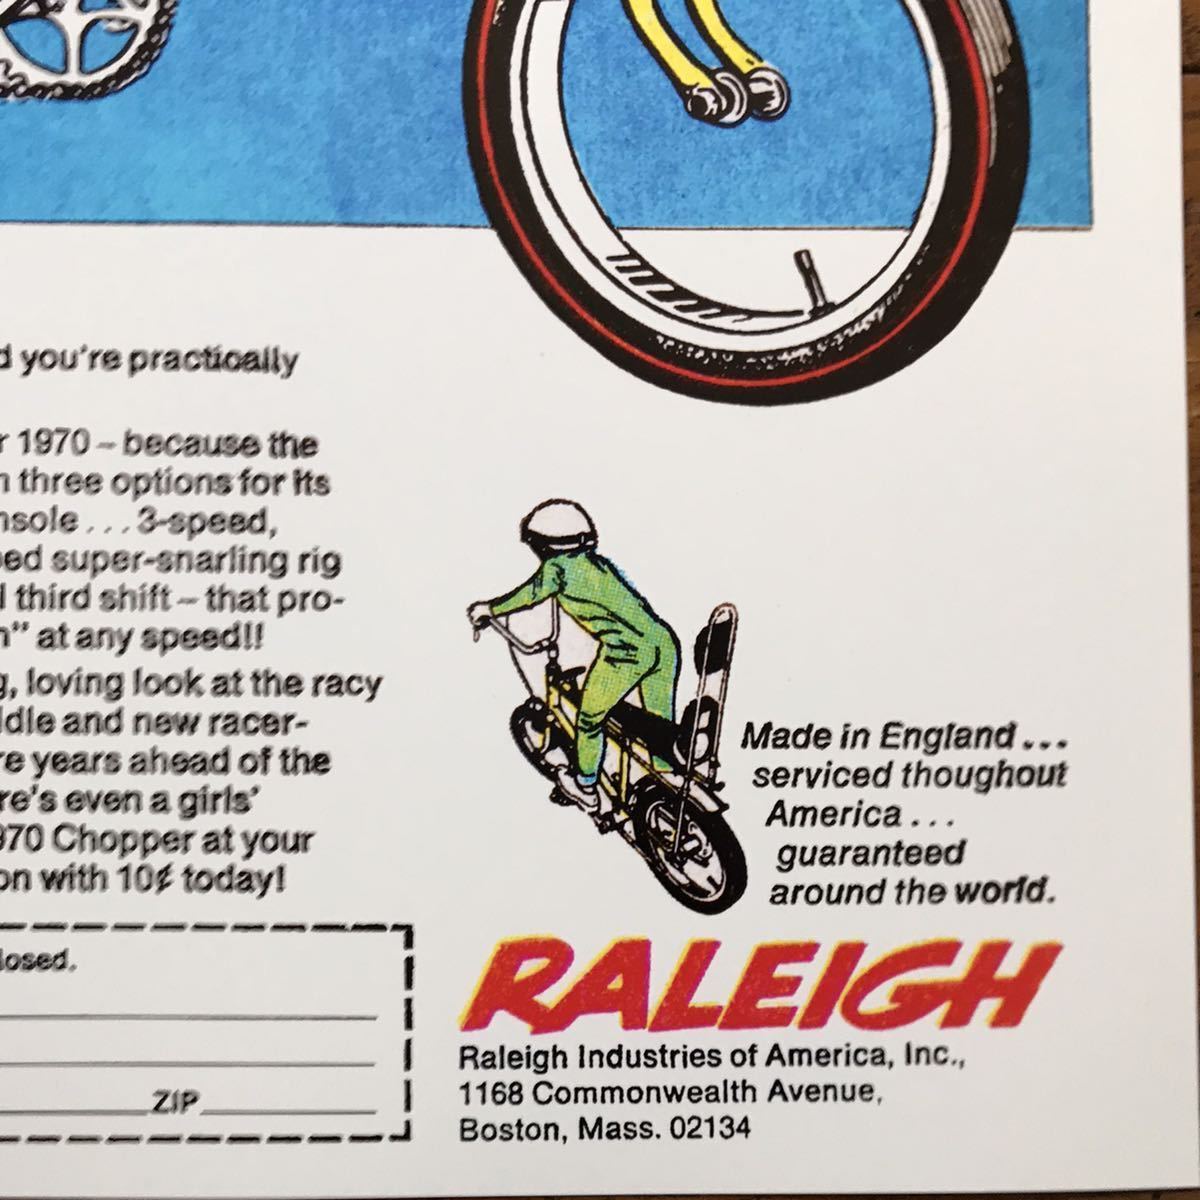 d you're practically
r 1970 – because the
n three options for its
nsole ... 3-speed,
ed super-snarling rig
l third shift – that pro-
n" at any speed!!
g, loving look at the racy
ddle and new racer-
re years ahead of the
re's even a girls'
970 Chopper at your
on with 10¢ today!
losed.
ZIP
Made in England ...
serviced thoughout
America ...
guaranteed
around the world.
RALEIGH
Raleigh Industries of America, Inc.,
1168 Commonwealth Avenue,
Boston, Mass. 02134